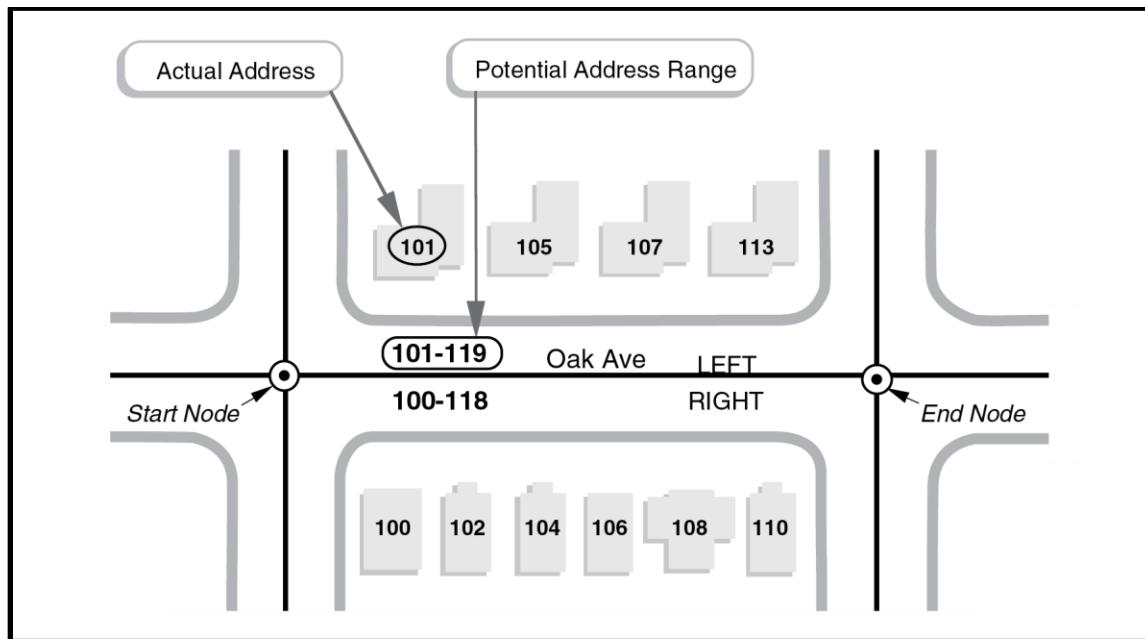 Actual Address
Potential Address Range
101
105
107
113
101-119
Oak Ave
LEFT
100-118
RIGHT
Start Node
End Node
100
102
104
106
108
110